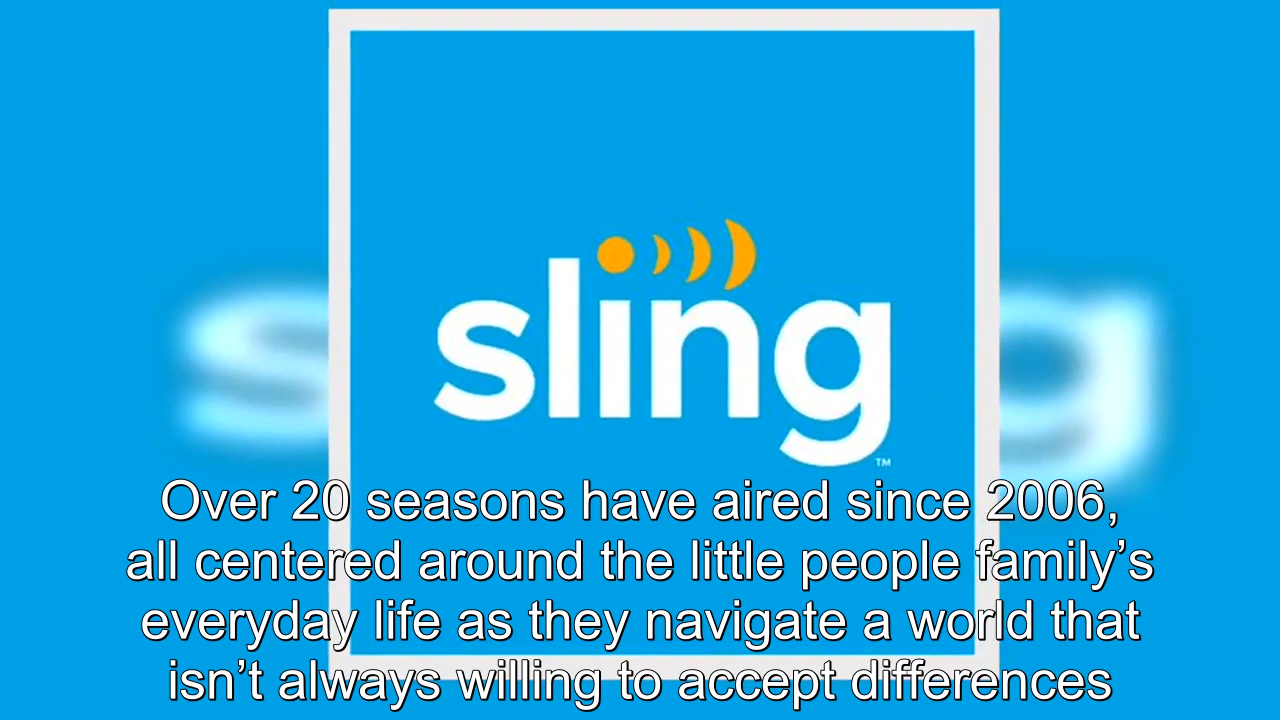 sling
TM
Over 20 seasons have aired since 2006,
all centered around the little people family’s
everyday life as they navigate a world that
isn’t always willing to accept differences